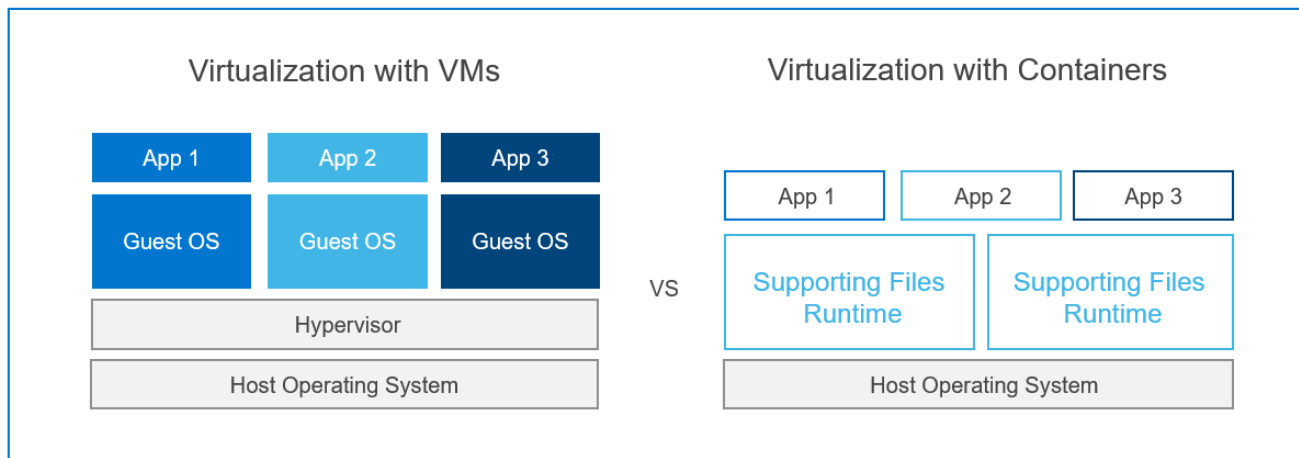 Virtualization with VMs
App 1
App 2
App 3
Guest OS
Guest OS
Guest OS
Hypervisor
Host Operating System
VS
Virtualization with Containers
App 1
App 2
App 3
Supporting Files
Runtime
Supporting Files
Runtime
Host Operating System